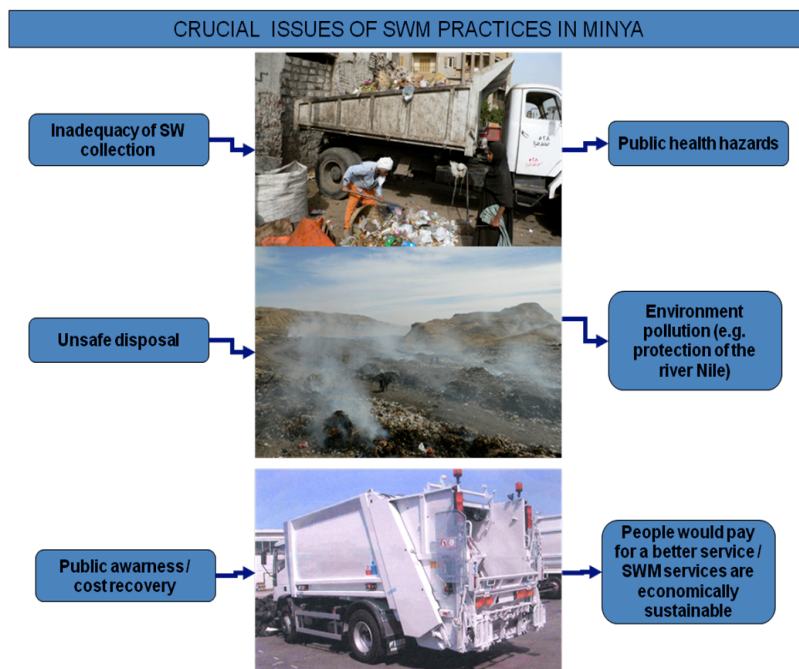 CRUCIAL ISSUES OF SWM PRACTICES IN MINYA
Inadequacy of SW
collection
Public health hazards
Unsafe disposal
Environment
pollution (e.g.
protection of the
river Nile)
Public awarness /
cost recovery
People would pay
for a better service /
SWM services are
economically
sustainable